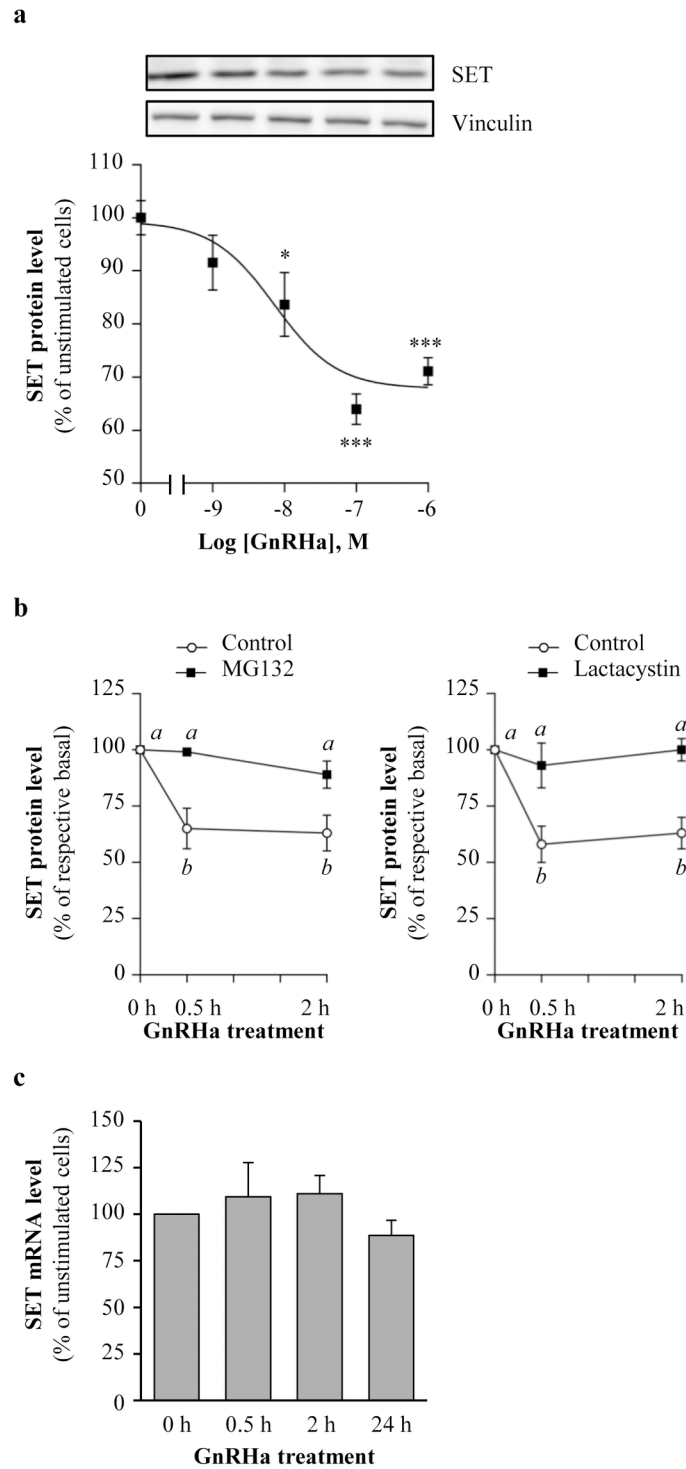 a
SET
Vinculin
SET protein level
(% of unstimulated cells)
110
100
90
80
70
60
50
*
***
***
0 -9 -8 -7 -6
Log [GnRHa], M
b
Control
MG132
SET protein level
(% of respective basal)
125
100
75
50
25
0
a a a
b b
0 h 0.5 h 2 h
GnRHa treatment
Control
Lactacystin
SET protein level
(% of respective basal)
125
100
75
50
25
0
a a a
b b
0 h 0.5 h 2 h
GnRHa treatment
c
SET mRNA level
(% of unstimulated cells)
150
125
100
75
50
25
0
0 h 0.5 h 2 h 24 h
GnRHa treatment